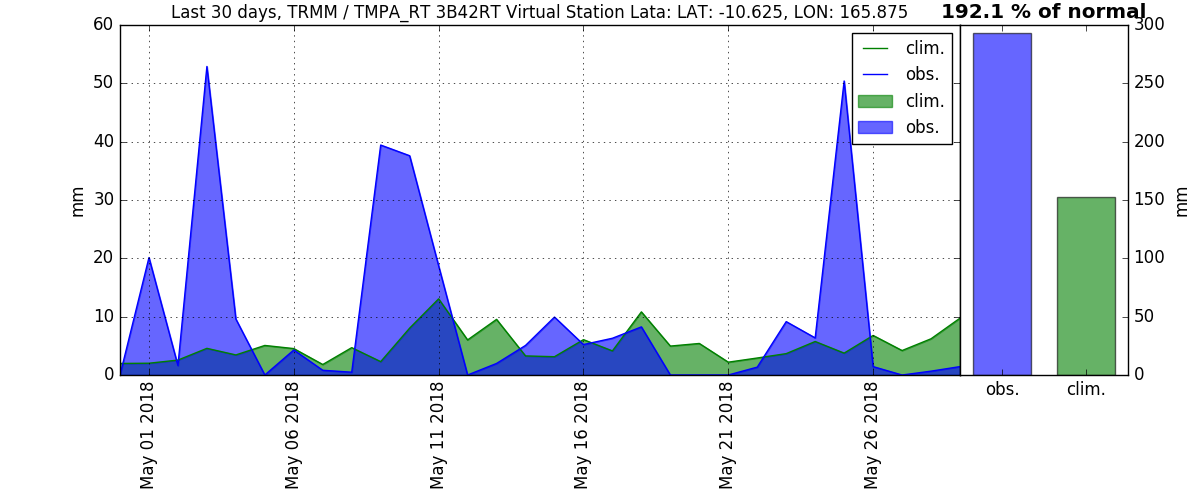 Last 30 days, TRMM / TMPA_RT 3B42RT Virtual Station Lata: LAT: -10.625, LON: 165.875
192.1 % of normal
60
50
40
30
20
10
0
mm
clim.
obs.
clim.
obs.
300
250
200
150
100
50
0
mm
obs.
clim.
May 01 2018
May 06 2018
May 11 2018
May 16 2018
May 21 2018
May 26 2018